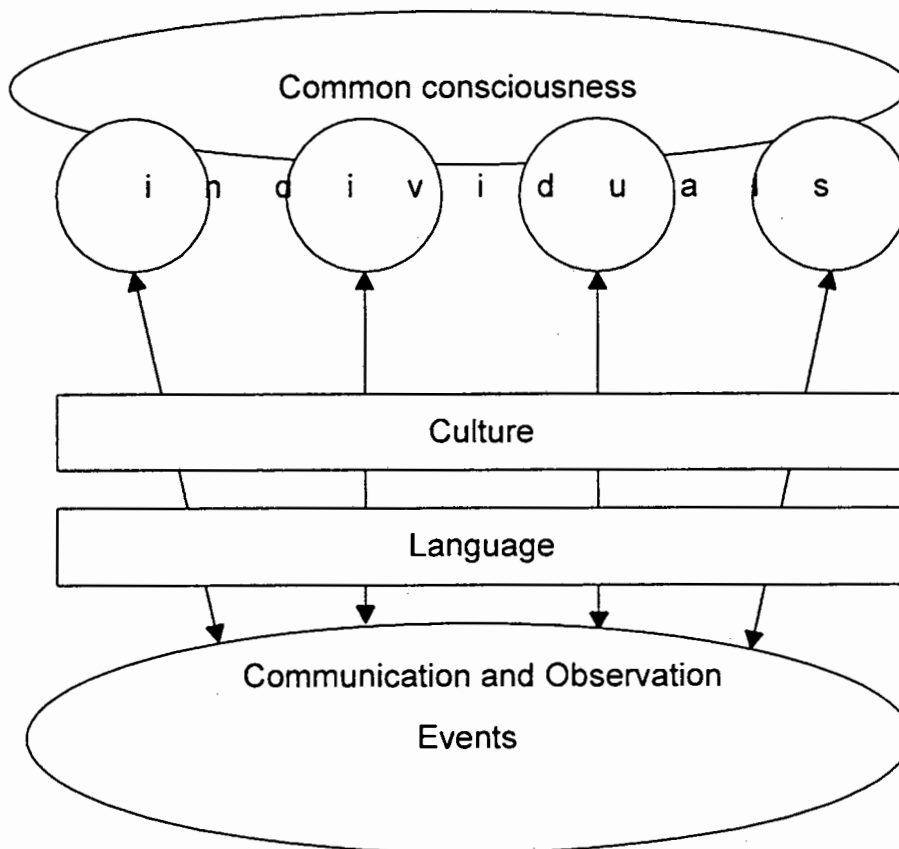 Common consciousness
i n d i v i d u a l s
Culture
Language
Communication and Observation
Events